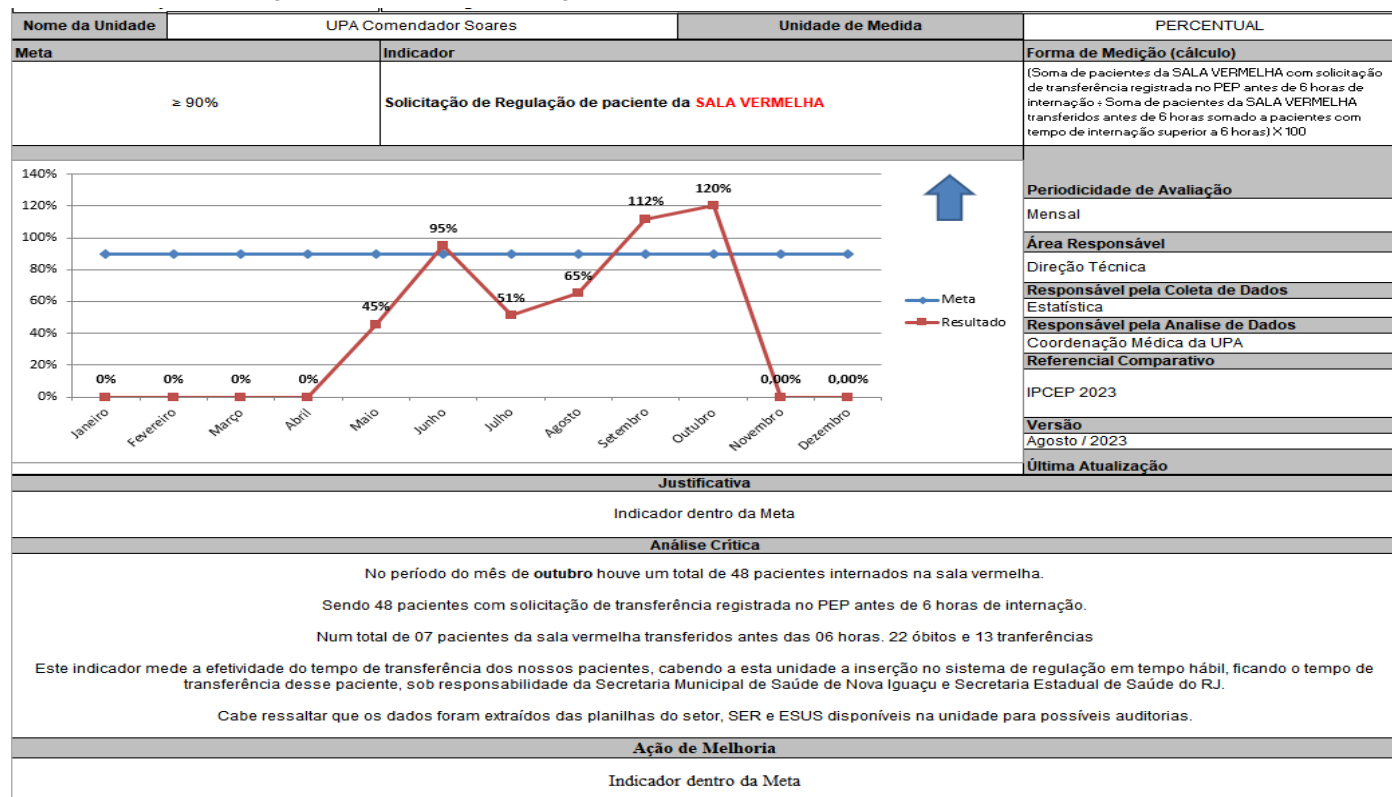 Nome da Unidade UPA Comendador Soares Unidade de Medida PERCENTUAL
Meta Indicador Forma de Medição (cálculo)
≥ 90% Solicitação de Regulação de paciente da SALA VERMELHA
(Soma de pacientes da SALA VERMELHA com solicitação
de transferência registrada no PEP antes de 6 horas de
internação ÷ Soma de pacientes da SALA VERMELHA
transferidos antes de 6 horas somado a pacientes com
tempo de internação superior a 6 horas) X 100
140%
120%
100%
80%
60%
40%
20%
0%
0% 0% 0% 0% 45% 95% 51% 65% 112% 120% 0,00% 0,00%
Janeiro Fevereiro Março Abril Maio Junho Julho Agosto Setembro Outubro Novembro Dezembro
Meta
Resultado
Periodicidade de Avaliação
Mensal
Área Responsável
Direção Técnica
Responsável pela Coleta de Dados
Estatística
Responsável pela Analise de Dados
Coordenação Médica da UPA
Referencial Comparativo
IPCEP 2023
Versão
Agosto / 2023
Última Atualização
Justificativa
Indicador dentro da Meta
Análise Crítica
No período do mês de outubro houve um total de 48 pacientes internados na sala vermelha.
Sendo 48 pacientes com solicitação de transferência registrada no PEP antes de 6 horas de internação.
Num total de 07 pacientes da sala vermelha transferidos antes das 06 horas. 22 óbitos e 13 tranferências
Este indicador mede a efetividade do tempo de transferência dos nossos pacientes, cabendo a esta unidade a inserção no sistema de regulação em tempo hábil, ficando o tempo de
transferência desse paciente, sob responsabilidade da Secretaria Municipal de Saúde de Nova Iguaçu e Secretaria Estadual de Saúde do RJ.
Cabe ressaltar que os dados foram extraídos das planilhas do setor, SER e ESUS disponíveis na unidade para possíveis auditorias.
Ação de Melhoria
Indicador dentro da Meta